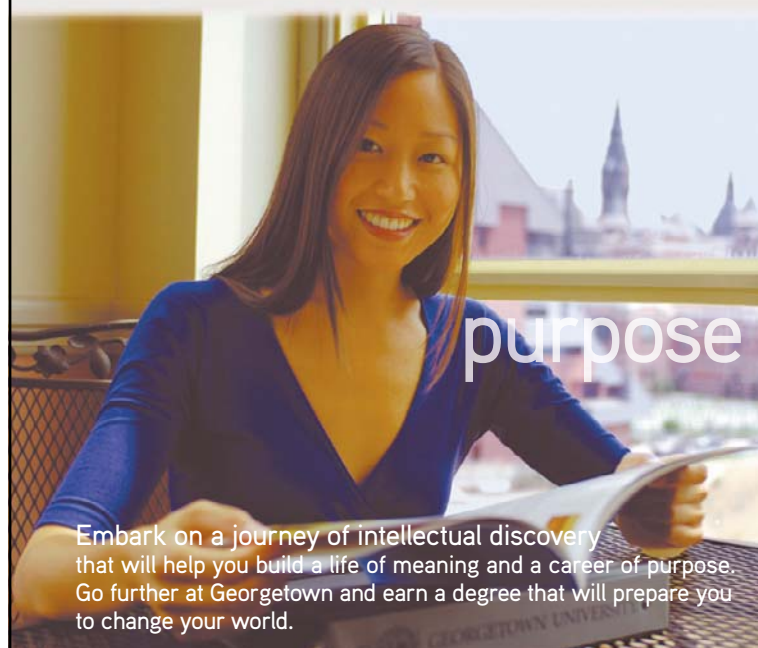 purpose
Embark on a journey of intellectual discovery
that will help you build a life of meaning and a career of purpose.
Go further at Georgetown and earn a degree that will prepare you
to change your world.
GEORGETOWN UNIVERSITY